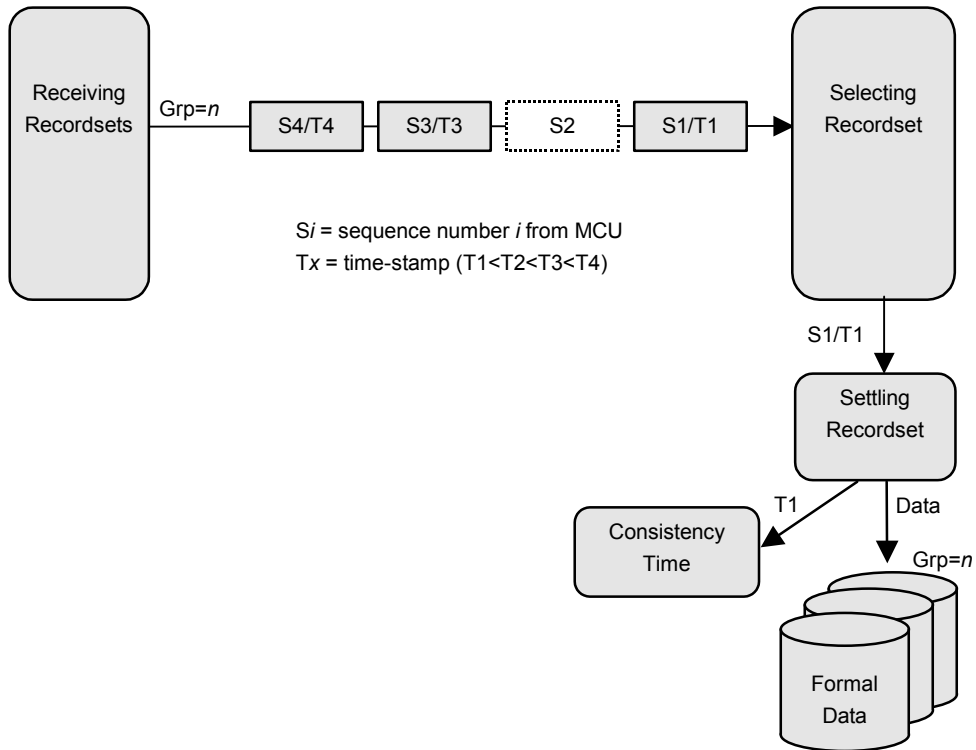 Receiving
Recordsets
Grp=n
S4/T4
S3/T3
S2
S1/T1
Selecting
Recordset
Si = sequence number i from MCU
Tx = time-stamp (T1<T2<T3<T4)
S1/T1
Settling
Recordset
T1
Data
Consistency
Time
Grp=n
Formal
Data